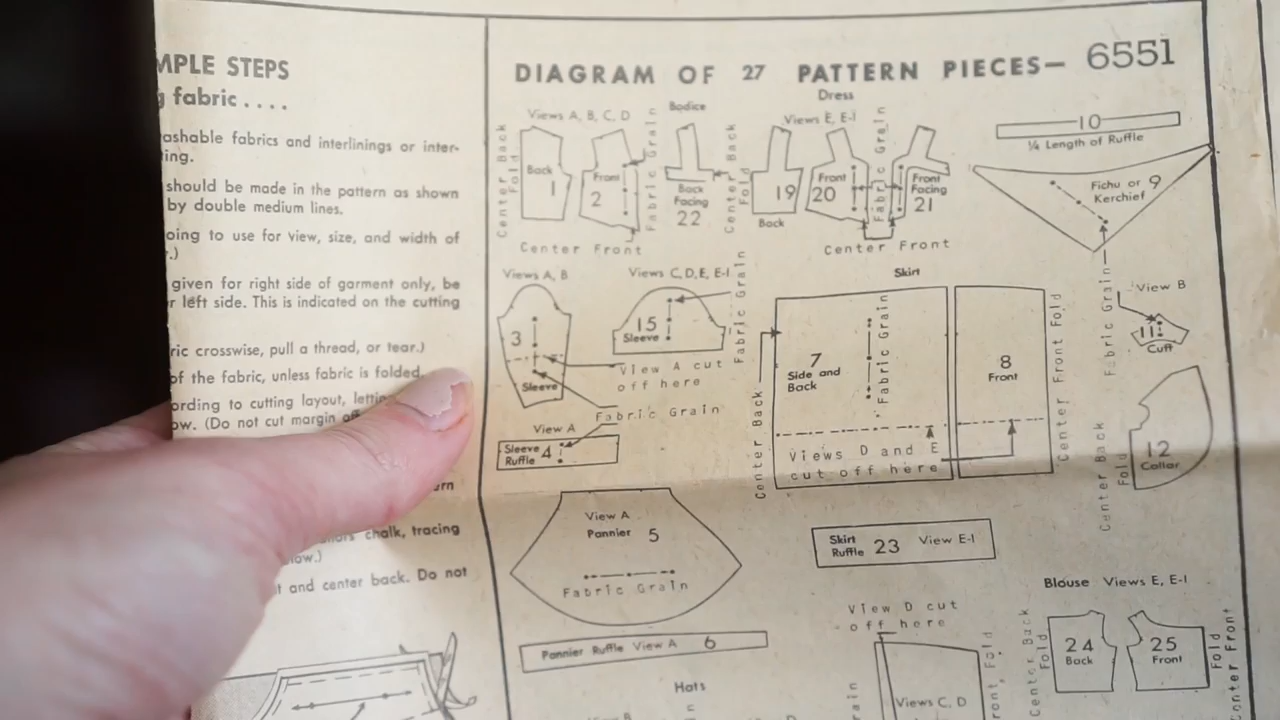 MPLE STEPS
fabric....
ashable fabrics and interlinings or inter-
ing.
should be made in the pattern as shown
by double medium lines.
oing to use for view, size, and width of
.)
given for right side of garment only, be
r left side. This is indicated on the cutting
ric crosswise, pull a thread, or tear.)
of the fabric, unless fabric is folded
ording to cutting layout,
ow. (Do not cut margin
chalk, tracing
low.)
t and center back. Do not
DIAGRAM OF 27 PATTERN PIECES— 6551
Views A, B, C, D
Bodice
Dress
Views E, E-1
Center Back
Fold
Back
1
Front
2
Fabric Grain
Center Front
Back
Facing
22
Center Back
Fold
19
Back
Front
20
Fabric Grain
Front
Facing
21
Center Front
10
¼ Length of Ruffle
Fichu or 9
Kerchief
Fabric Grain
Views A, B
3
Sleeve
Views C, D, E, E-1
15
Sleeve
Fabric Grain
View A cut
off here
Fabric Grain
View A
Sleeve
Ruffle 4
Skirt
Center Back
7
Side and
Back
Fabric Grain
8
Front
Center Front Fold
Views D and E
cut off here
View B
11
Cuff
Center Back
Fold
12
Collar
View A
Pannier 5
Fabric Grain
Pannier Ruffle View A 6
Skirt
Ruffle 23 View E-1
Hats
View D cut
off here
Views C, D
Blouse Views E, E-1
Center Back
Fold
24
Back
25
Front
Fold
Center Front